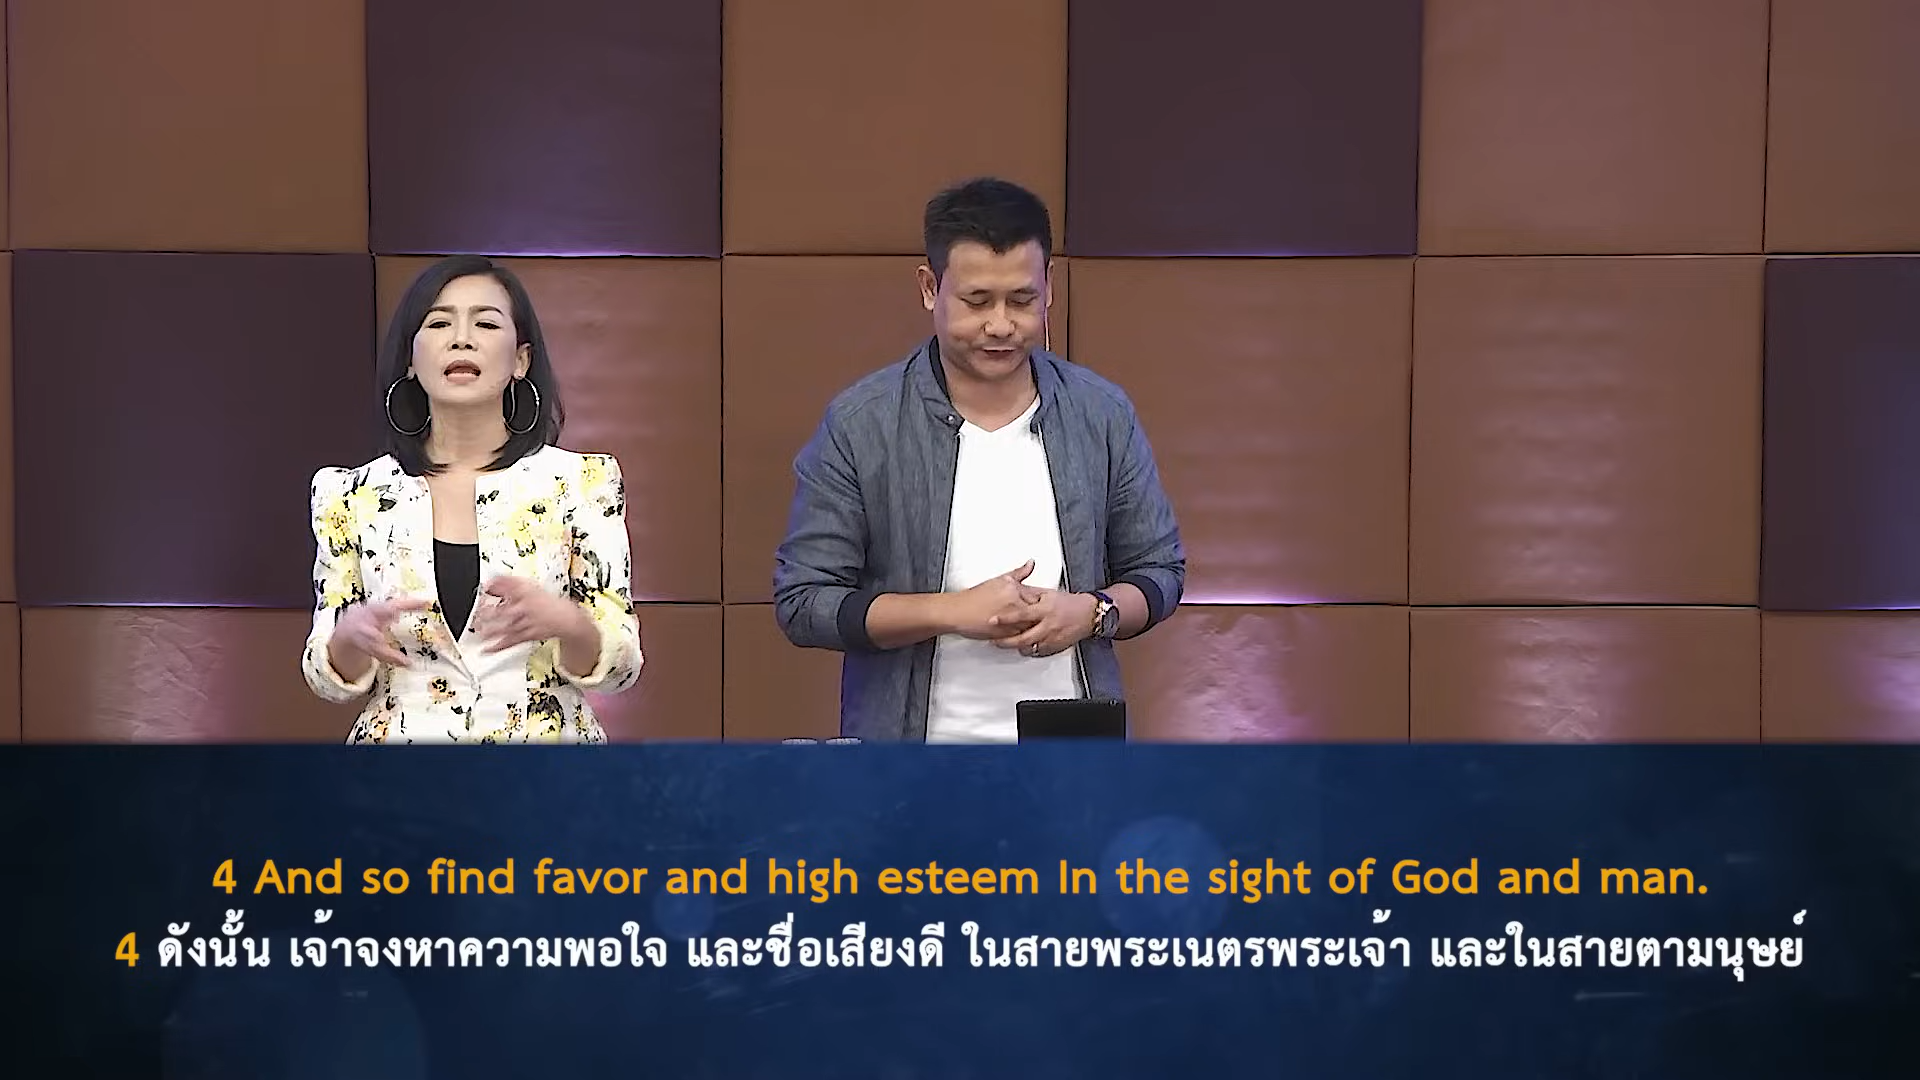 4 And so find favor and high esteem In the sight of God and man.
4 ดังนั้น เจ้าจงหาความพอใจ และชื่อเสียงดี ในสายพระเนตรพระเจ้า และในสายตามนุษย์